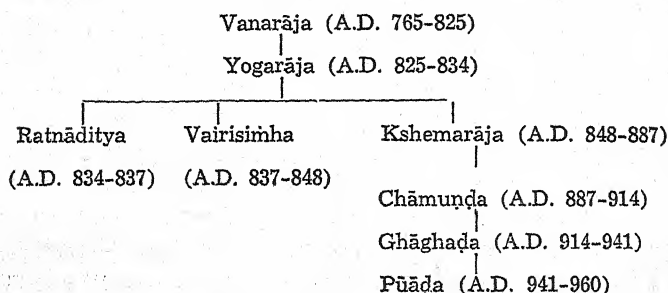 Vanarāja (A.D. 765-825)
Yogarāja (A.D. 825-834)
Ratnāditya Vairisiṁha Kshemarāja (A.D. 848-887)
(A.D. 834-837) (A.D. 837-848)
Chāmuṇḍa (A.D. 887-914)
Ghāghaḍa (A.D. 914-941)
Pūāda (A.D. 941-960)